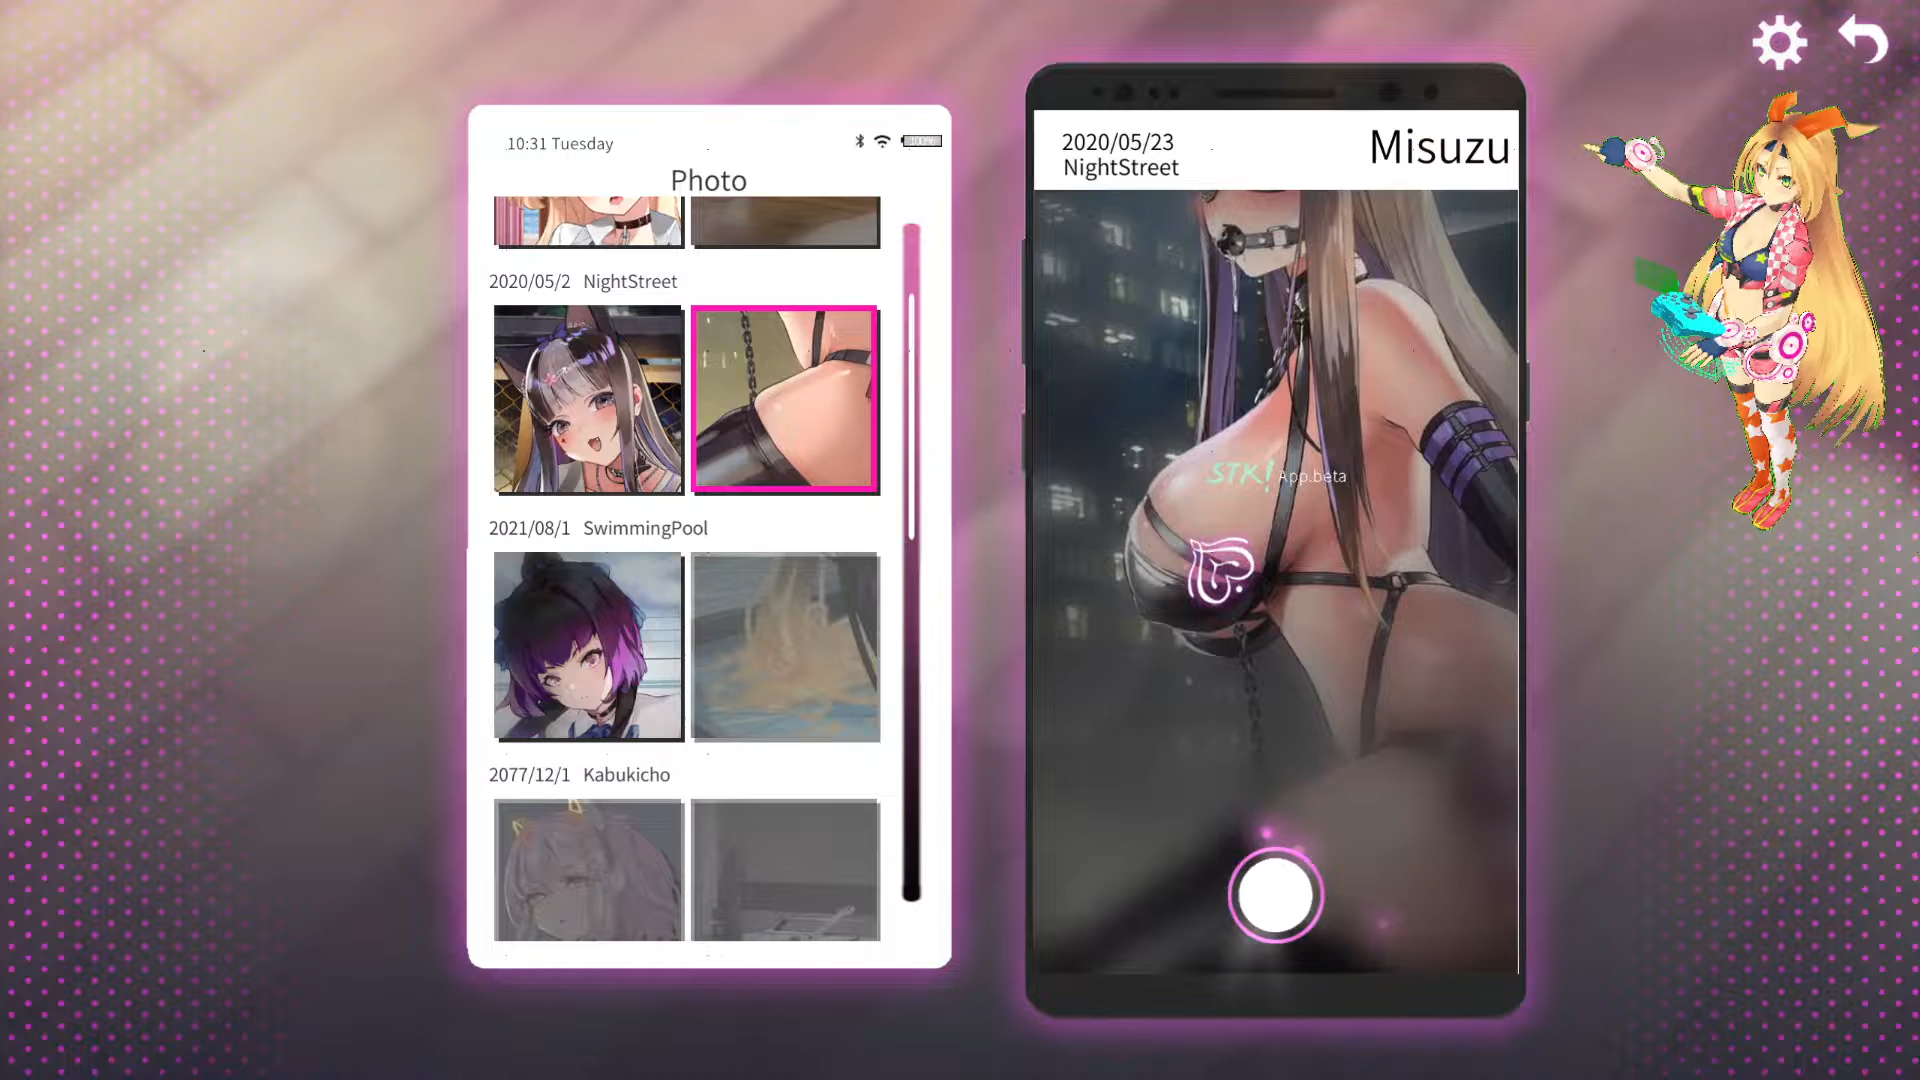 10:31 Tuesday
Photo
2020/05/2 NightStreet
2021/08/1 SwimmingPool
2077/12/1 Kabukicho
2020/05/23
NightStreet
Misuzu
STK! App.beta